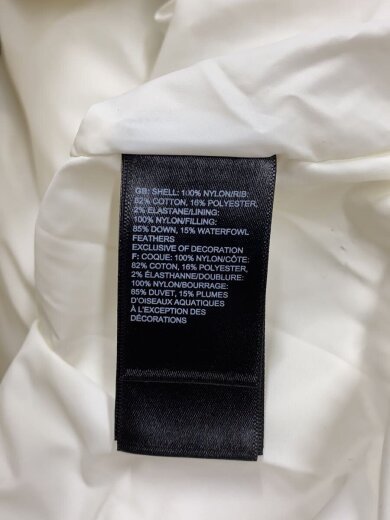 GB: SHELL: 100% NYLON/RIB:
82% COTTON, 16% POLYESTER,
2% ELASTANE/LINING:
100% NYLON/FILLING:
85% DOWN, 15% WATERFOWL
FEATHERS
EXCLUSIVE OF DECORATION
F: COQUE: 100% NYLON/CÔTE:
82% COTON, 16% POLYESTER,
2% ÉLASTHANNE/DOUBLURE:
100% NYLON/BOURRAGE:
85% DUVET, 15% PLUMES
D'OISEAUX AQUATIQUES
À L'EXCEPTION DES
DÉCORATIONS